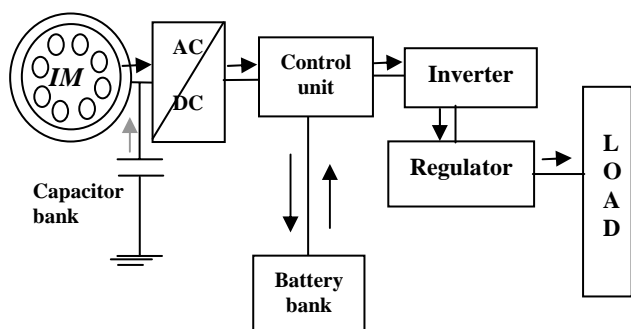 IM
AC
DC
Control
unit
Inverter
Regulator
L
O
A
D
Capacitor
bank
Battery
bank